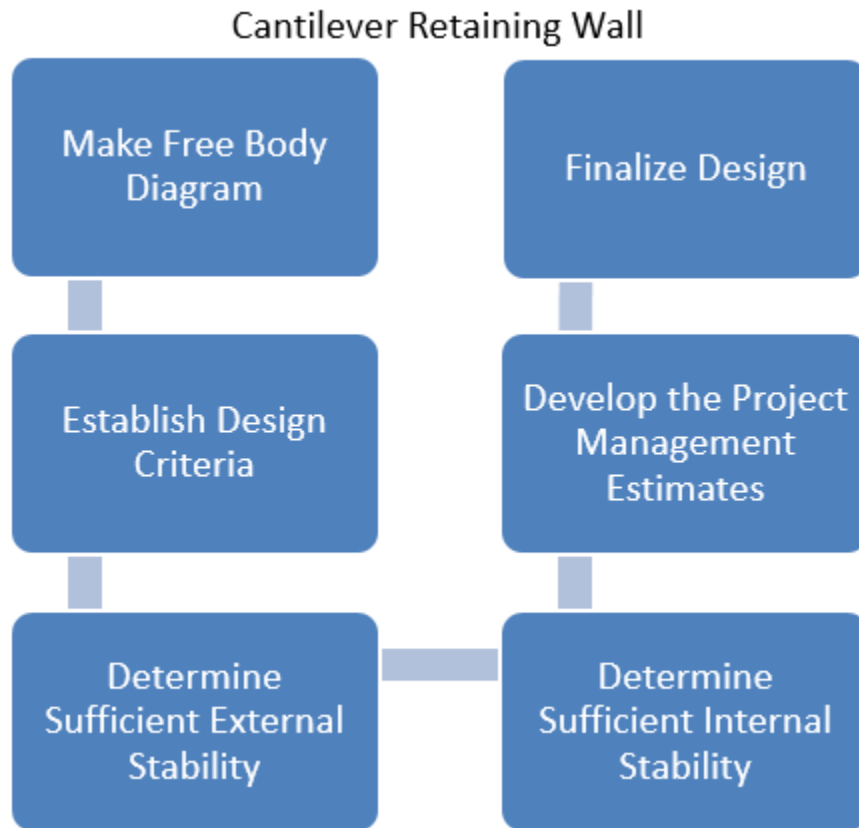 Cantilever Retaining Wall
Make Free Body
Diagram
Establish Design
Criteria
Determine
Sufficient External
Stability
Determine
Sufficient Internal
Stability
Develop the Project
Management
Estimates
Finalize Design